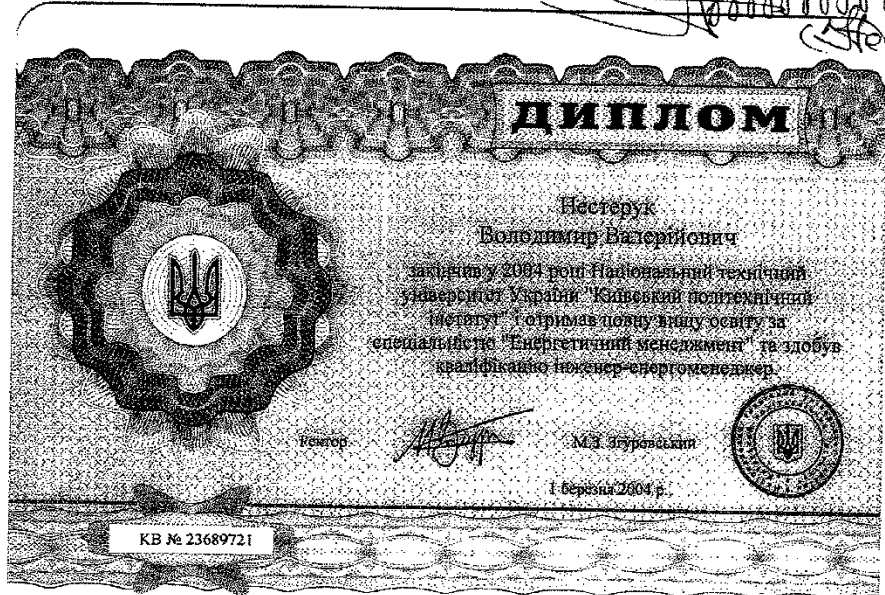 ДИПЛОМ
Нестерук
Володимир Валерійович
закінчив у 2004 році Національний технічний
університет України "Київський політехнічний
інститут" і отримав повну вищу освіту за
спеціальністю "Енергетичний менеджмент" та здобув
кваліфікацію інженер-енергоменеджер.
Ректор
М.З. Згуровський
1 березня 2004 р.
КВ № 23689721